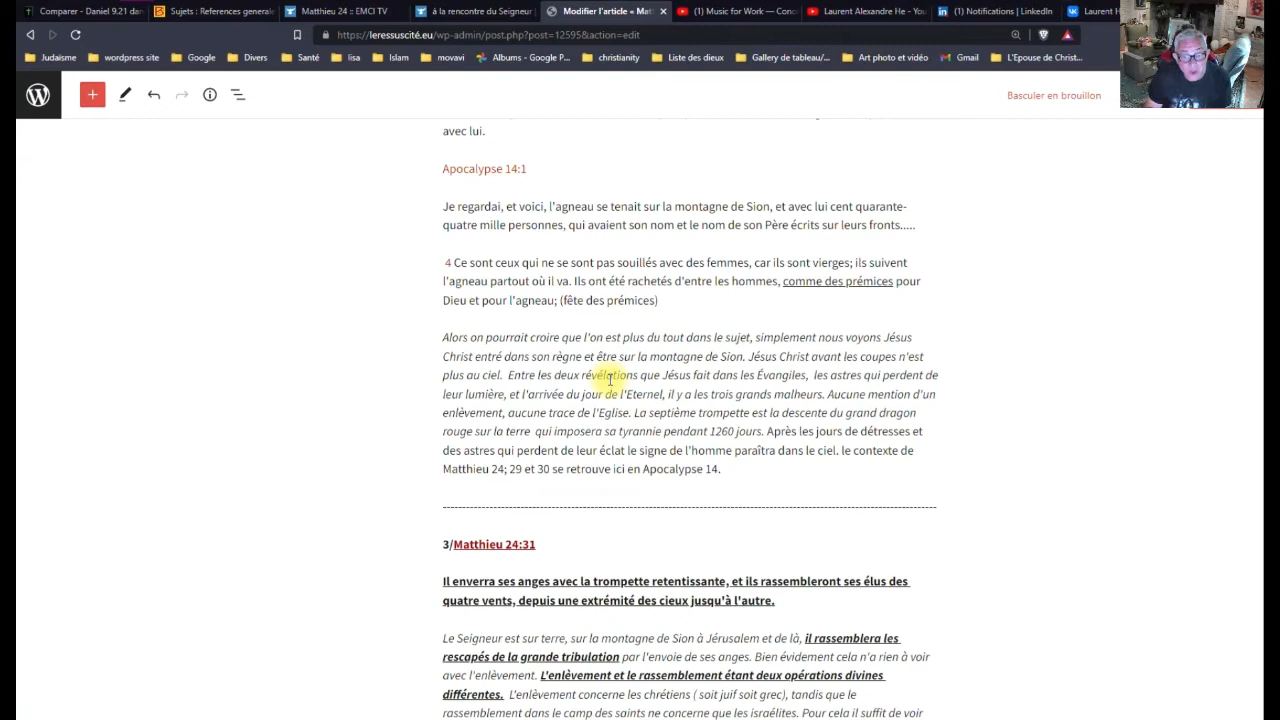 Comparer - Daniel 9.21 dan
Sujets : References generale
Matthieu 24 :: EMCI TV
à la rencontre du Seigneur
Modifier l'article « Mat
(1) Music for Work — Conc
Laurent Alexandre He - You
(1) Notifications | LinkedIn
Laurent H
https://leressuscité.eu/wp-admin/post.php?post=12595&action=edit
Judaïsme
wordpress site
Google
Divers
Santé
lisa
Islam
movavi
Albums - Google P...
christianity
Liste des dieux
Gallery de tableau/...
Art photo et vidéo
Gmail
L'Epouse de Christ...
Basculer en brouillon
avec lui.
Apocalypse 14:1
Je regardai, et voici, l'agneau se tenait sur la montagne de Sion, et avec lui cent quarante-
quatre mille personnes, qui avaient son nom et le nom de son Père écrits sur leurs fronts.....
4 Ce sont ceux qui ne se sont pas souillés avec des femmes, car ils sont vierges; ils suivent
l'agneau partout où il va. Ils ont été rachetés d'entre les hommes, comme des prémices pour
Dieu et pour l'agneau; (fête des prémices)
Alors on pourrait croire que l'on est plus du tout dans le sujet, simplement nous voyons Jésus
Christ entré dans son règne et être sur la montagne de Sion. Jésus Christ avant les coupes n'est
plus au ciel. Entre les deux révélations que Jésus fait dans les Évangiles, les astres qui perdent de
leur lumière, et l'arrivée du jour de l'Eternel, il y a les trois grands malheurs. Aucune mention d'un
enlèvement, aucune trace de l'Eglise. La septième trompette est la descente du grand dragon
rouge sur la terre qui imposera sa tyrannie pendant 1260 jours. Après les jours de détresses et
des astres qui perdent de leur éclat le signe de l'homme paraîtra dans le ciel. le contexte de
Matthieu 24; 29 et 30 se retrouve ici en Apocalypse 14.
--------------------------------------------------------------------------------------------------
3/Matthieu 24:31
Il enverra ses anges avec la trompette retentissante, et ils rassembleront ses élus des
quatre vents, depuis une extrémité des cieux jusqu'à l'autre.
Le Seigneur est sur terre, sur la montagne de Sion à Jérusalem et de là, il rassemblera les
rescapés de la grande tribulation par l'envoie de ses anges. Bien évidement cela n'a rien à voir
avec l'enlèvement. L'enlèvement et le rassemblement étant deux opérations divines
différentes. L'enlèvement concerne les chrétiens ( soit juif soit grec), tandis que le
rassemblement dans le camp des saints ne concerne que les israélites. Pour cela il suffit de voir